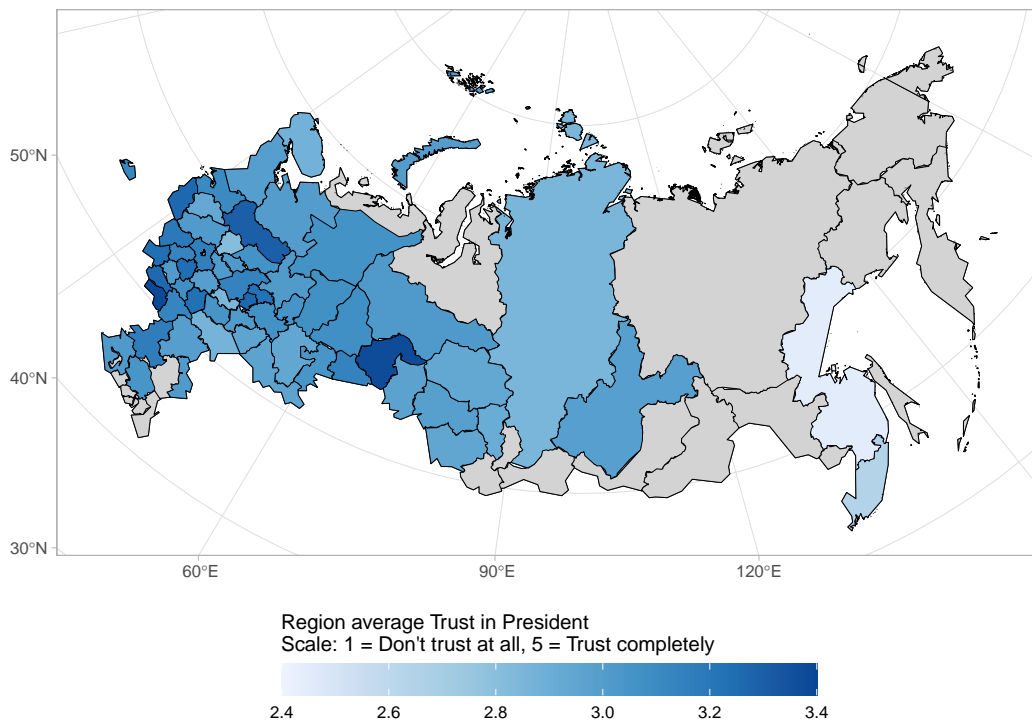 50°N
40°N
30°N
60°E
90°E
120°E
Region average Trust in President
Scale: 1 = Don't trust at all, 5 = Trust completely
2.4
2.6
2.8
3.0
3.2
3.4